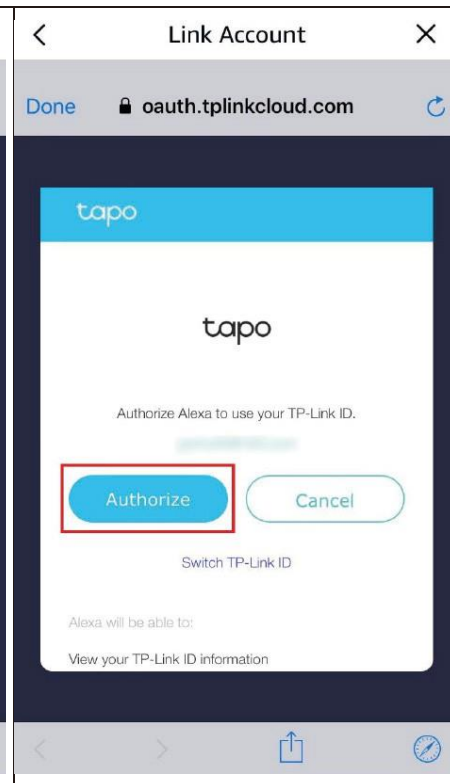 Link Account
Done oauth.tplinkcloud.com
tapo
tapo
Authorize Alexa to use your TP-Link ID.
Authorize Cancel
Switch TP-Link ID
Alexa will be able to:
View your TP-Link ID information